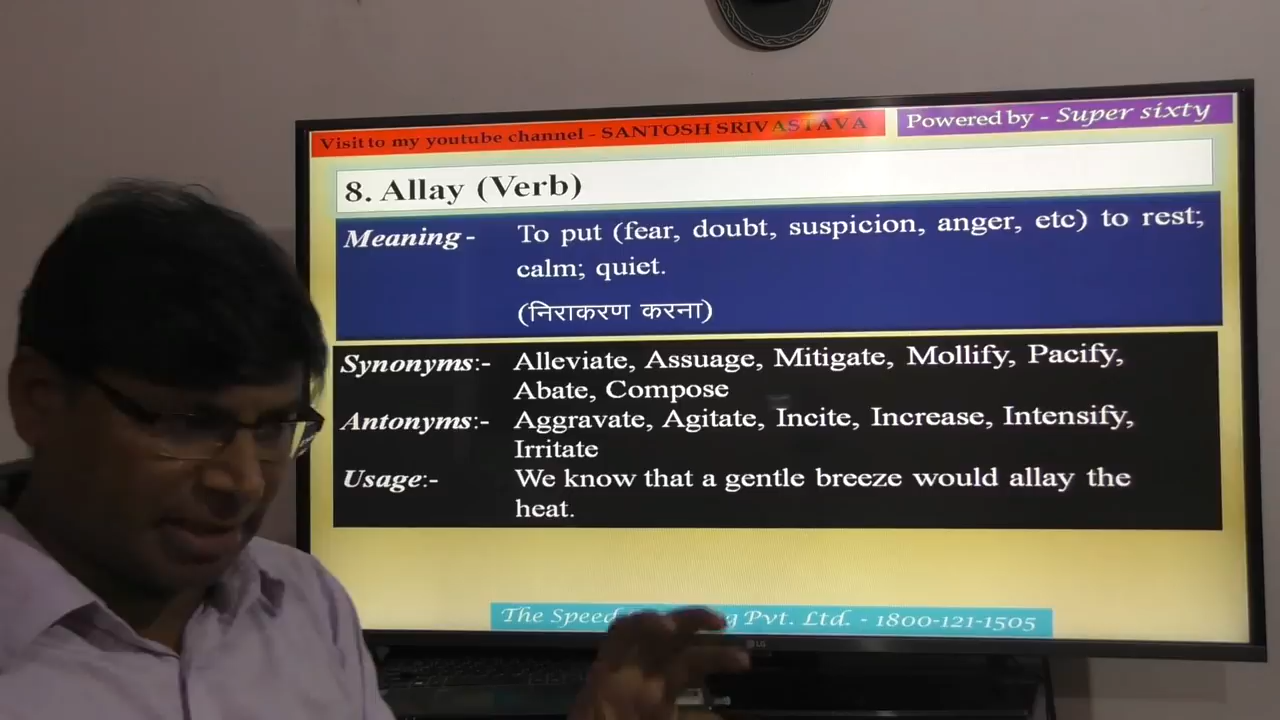 Visit to my youtube channel - SANTOSH SRIVASTAVA
Powered by - Super sixty
8. Allay (Verb)
Meaning - To put (fear, doubt, suspicion, anger, etc) to rest;
calm; quiet.
(निराकरण करना)
Synonyms:- Alleviate, Assuage, Mitigate, Mollify, Pacify,
Abate, Compose
Antonyms:- Aggravate, Agitate, Incite, Increase, Intensify,
Irritate
Usage:- We know that a gentle breeze would allay the
heat.
The Speed Pvt. Ltd. - 1800-121-1505
LG